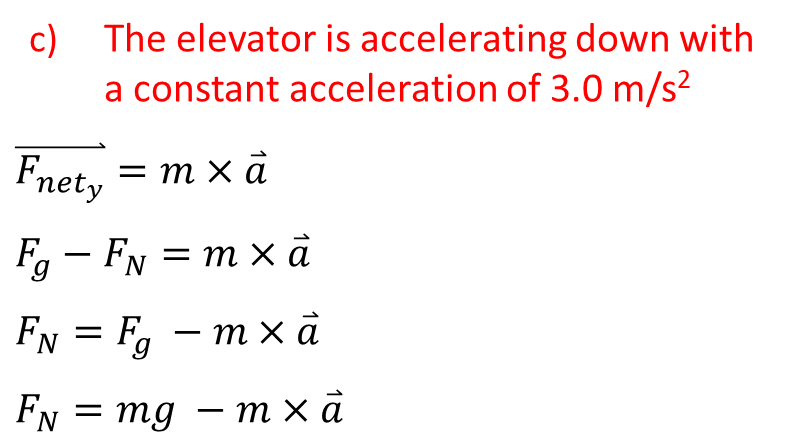 c) The elevator is accelerating down with
a constant acceleration of 3.0 m/s²
$\overrightarrow{F_{net_y}} = m \times \vec{a}$
$F_g - F_N = m \times \vec{a}$
$F_N = F_g - m \times \vec{a}$
$F_N = mg - m \times \vec{a}$